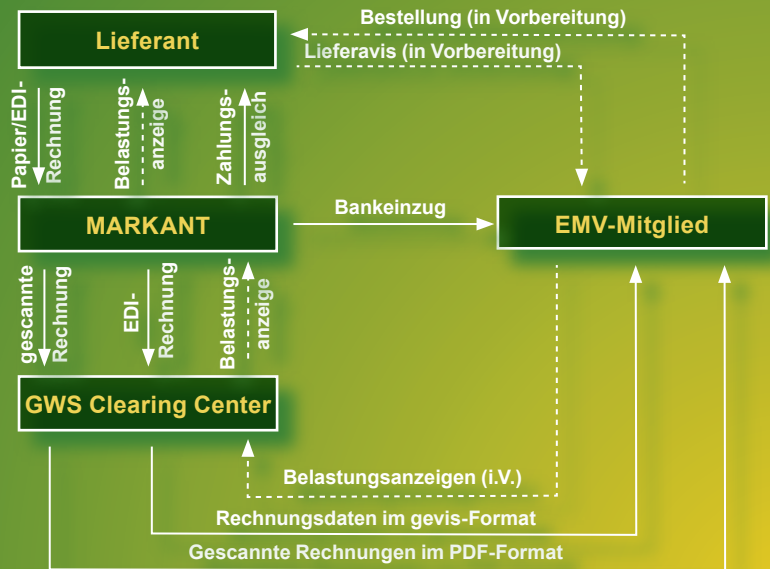 Bestellung (in Vorbereitung)
Lieferant
Lieferavis (in Vorbereitung)
Papier/EDI-
Rechnung
Belastungs-
anzeige
Zahlungs-
ausgleich
Bankeinzug
MARKANT
EMV-Mitglied
gescannte
Rechnung
EDI-
Rechnung
Belastungs-
anzeige
GWS Clearing Center
Belastungsanzeigen (i.V.)
Rechnungsdaten im gevis-Format
Gescannte Rechnungen im PDF-Format